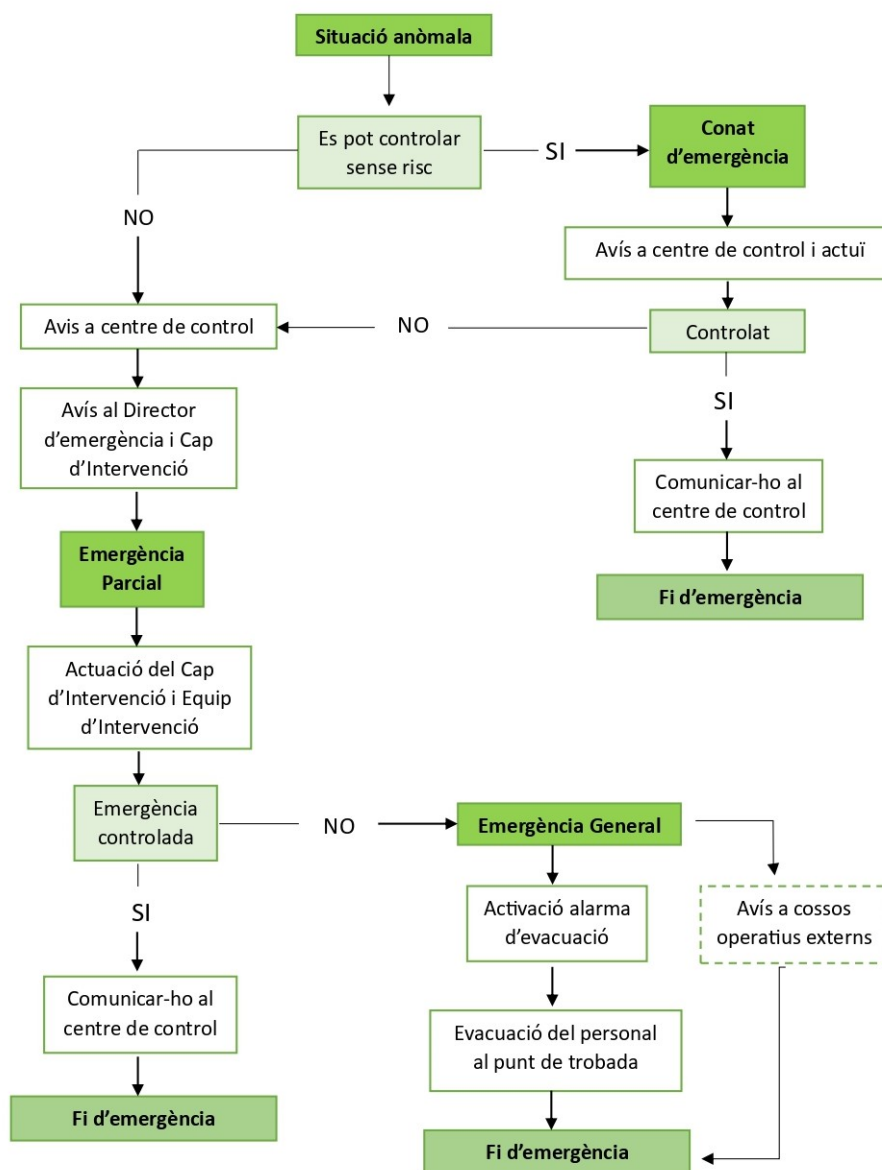 Situació anòmala
Es pot controlar
sense risc
SI
Conat
d'emergència
NO
Avís a centre de control i actuï
Avis a centre de control
NO
Controlat
Avís al Director
d'emergència i Cap
d'Intervenció
SI
Comunicar-ho al
centre de control
Emergència
Parcial
Fi d'emergència
Actuació del Cap
d'Intervenció i Equip
d'Intervenció
Emergència
controlada
NO
Emergència General
SI
Activació alarma
d'evacuació
Avís a cossos
operatius externs
Comunicar-ho al
centre de control
Evacuació del personal
al punt de trobada
Fi d'emergència
Fi d'emergència